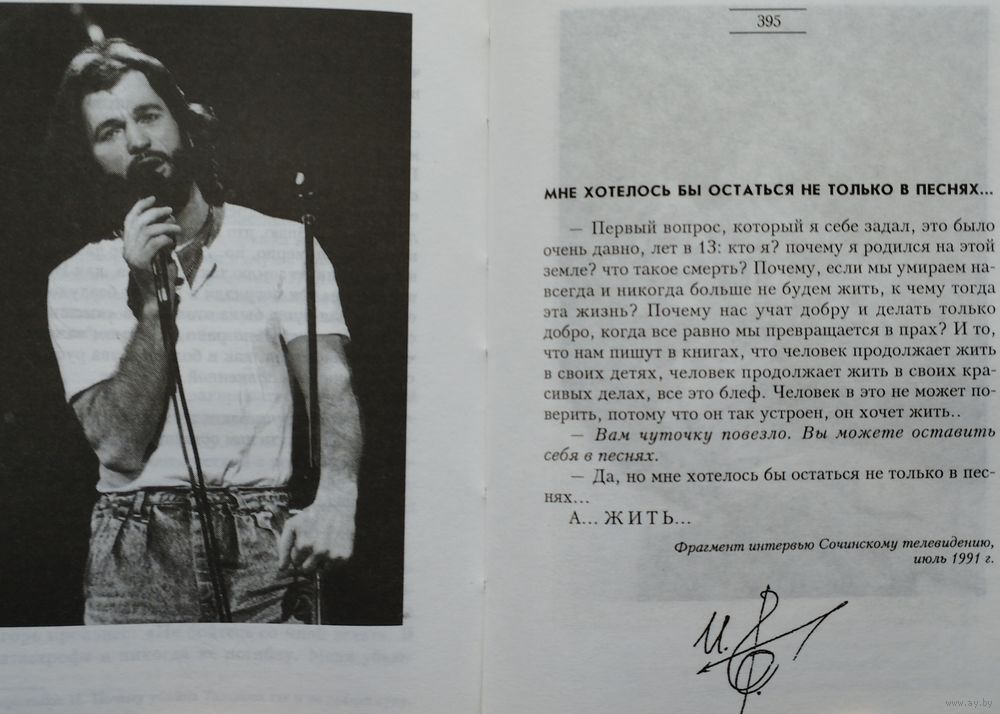 395
МНЕ ХОТЕЛОСЬ БЫ ОСТАТЬСЯ НЕ ТОЛЬКО В ПЕСНЯХ...
— Первый вопрос, который я себе задал, это было
очень давно, лет в 13: кто я? почему я родился на этой
земле? что такое смерть? Почему, если мы умираем на-
всегда и никогда больше не будем жить, к чему тогда
эта жизнь? Почему нас учат добру и делать только
добро, когда все равно мы превращается в прах? И то,
что нам пишут в книгах, что человек продолжает жить
в своих детях, человек продолжает жить в своих кра-
сивых делах, все это блеф. Человек в это не может по-
верить, потому что он так устроен, он хочет жить..
— Вам чуточку повезло. Вы можете оставить
себя в песнях.
— Да, но мне хотелось бы остаться не только в пес-
нях...
А... ЖИТЬ...
Фрагмент интервью Сочинскому телевидению,
июль 1991 г.
И.
www.ay.by